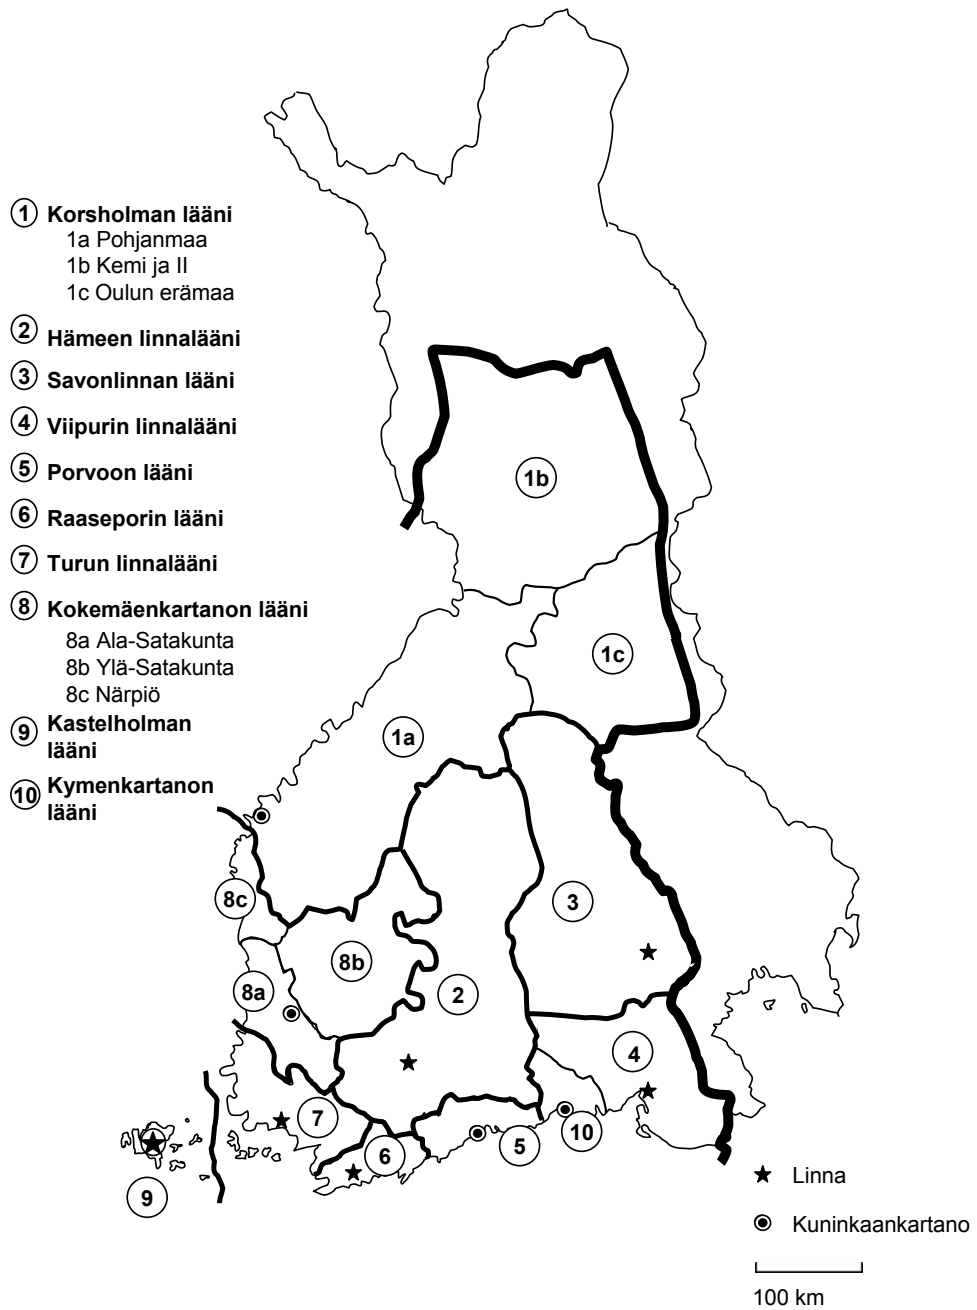 1 Korsholman lääni
1a Pohjanmaa
1b Kemi ja II
1c Oulun erämaa
2 Hämeen linnalääni
3 Savonlinnan lääni
4 Viipurin linnalääni
5 Porvoon lääni
6 Raaseporin lääni
7 Turun linnalääni
8 Kokemäenkartanon lääni
8a Ala-Satakunta
8b Ylä-Satakunta
8c Närpiö
9 Kastelholman
lääni
10 Kymenkartanon
lääni
1b
1c
1a
8c
3
8b
8a
2
4
7
10
5
6
9
Linna
Kuninkaankartano
100 km